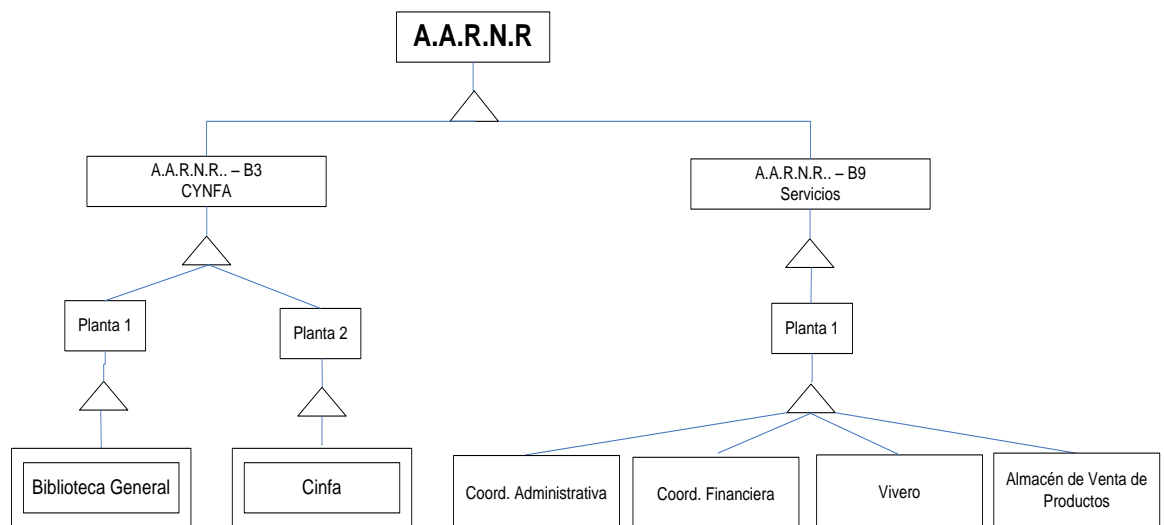 A.A.R.N.R
A.A.R.N.R.. – B3
CYNFA
A.A.R.N.R.. – B9
Servicios
Planta 1
Planta 2
Planta 1
Biblioteca General
Cinfa
Coord. Administrativa
Coord. Financiera
Vivero
Almacén de Venta de
Productos